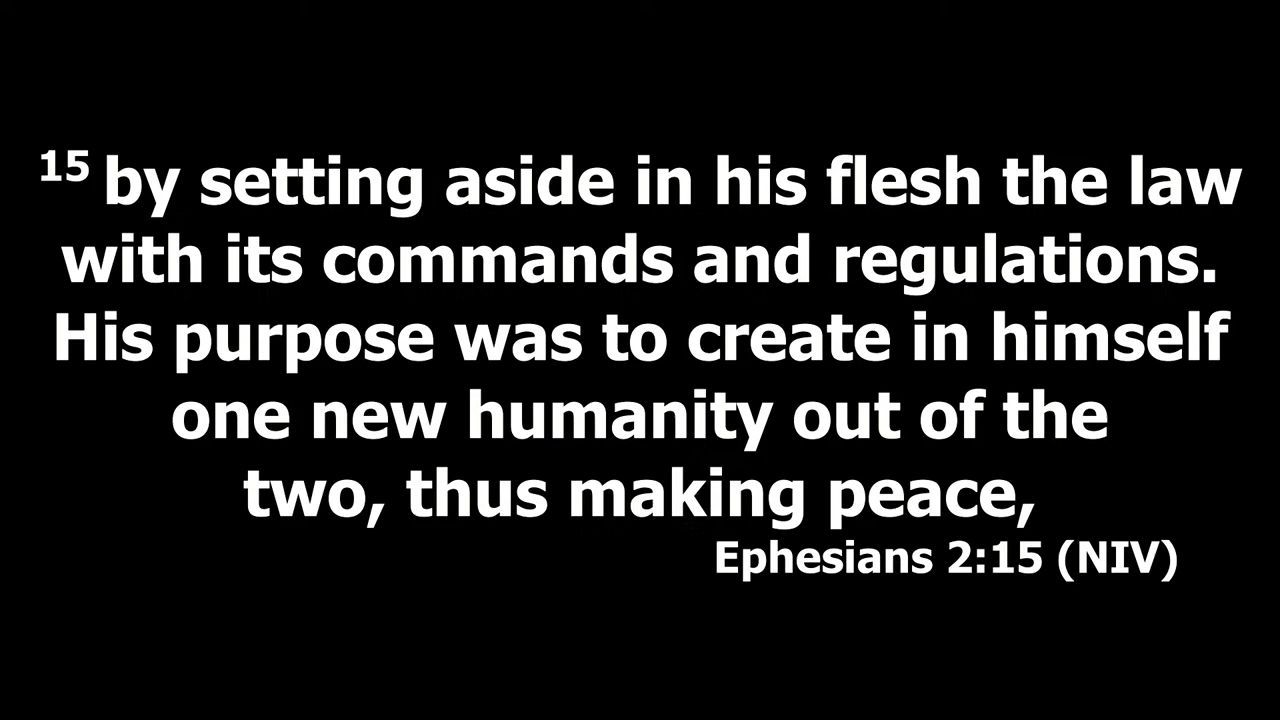 15 by setting aside in his flesh the law
with its commands and regulations.
His purpose was to create in himself
one new humanity out of the
two, thus making peace,
Ephesians 2:15 (NIV)